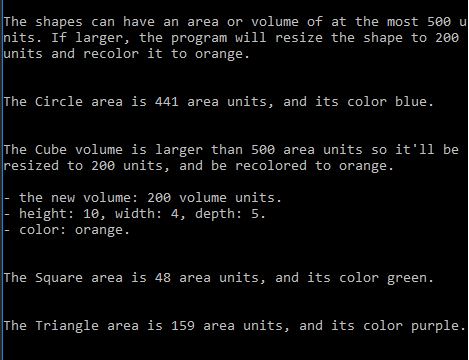 The shapes can have an area or volume of at the most 500 u
nits. If larger, the program will resize the shape to 200
units and recolor it to orange.
The Circle area is 441 area units, and its color blue.
The Cube volume is larger than 500 area units so it'll be
resized to 200 units, and be recolored to orange.
- the new volume: 200 volume units.
- height: 10, width: 4, depth: 5.
- color: orange.
The Square area is 48 area units, and its color green.
The Triangle area is 159 area units, and its color purple.